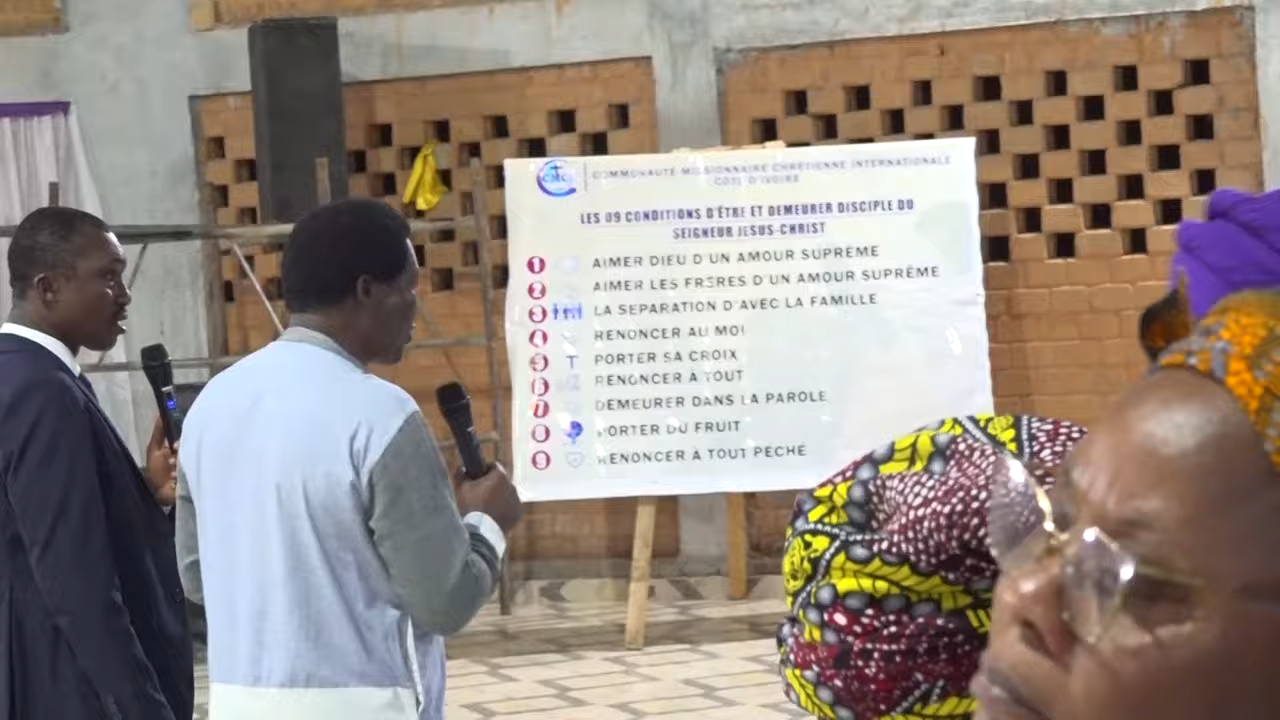 CMCI
COMMUNAUTÉ MISSIONNAIRE CHRÉTIENNE INTERNATIONALE
COTE D'IVOIRE
LES 09 CONDITIONS D'ÊTRE ET DEMEURER DISCIPLE DU
SEIGNEUR JESUS-CHRIST
1 AIMER DIEU D'UN AMOUR SUPRÊME
2 AIMER LES FRÈRES D'UN AMOUR SUPRÊME
3 LA SEPARATION D'AVEC LA FAMILLE
4 RENONCER AU MOI
5 PORTER SA CROIX
6 RENONCER À TOUT
7 DEMEURER DANS LA PAROLE
8 PORTER DU FRUIT
9 RENONCER À TOUT PÉCHÉ